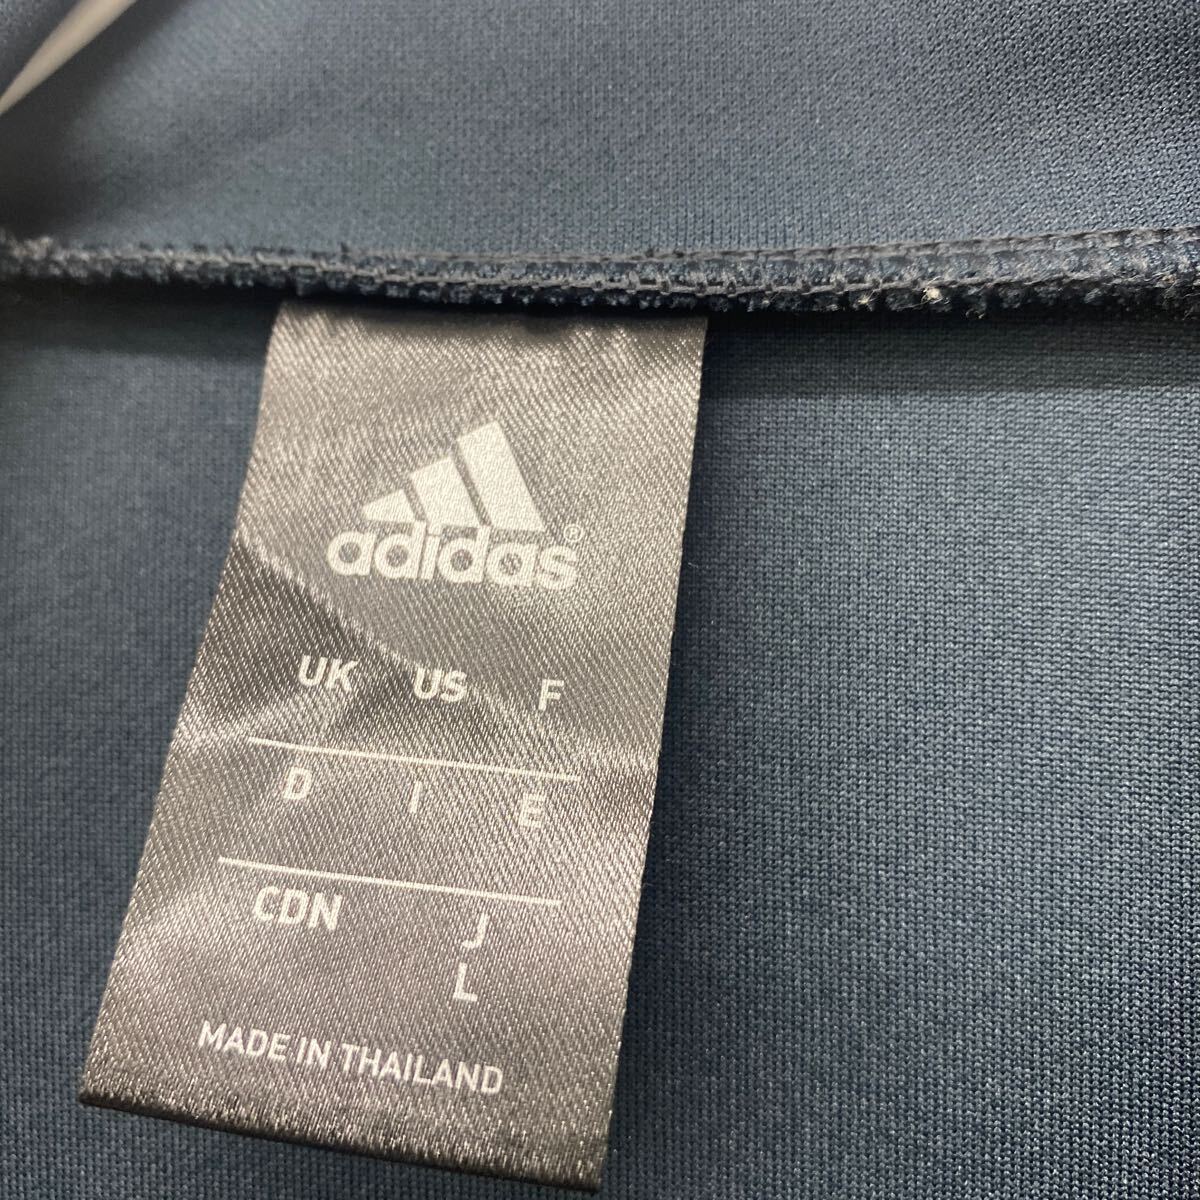 adidas®
UK US F
D I E
CDN J
L
MADE IN THAILAND